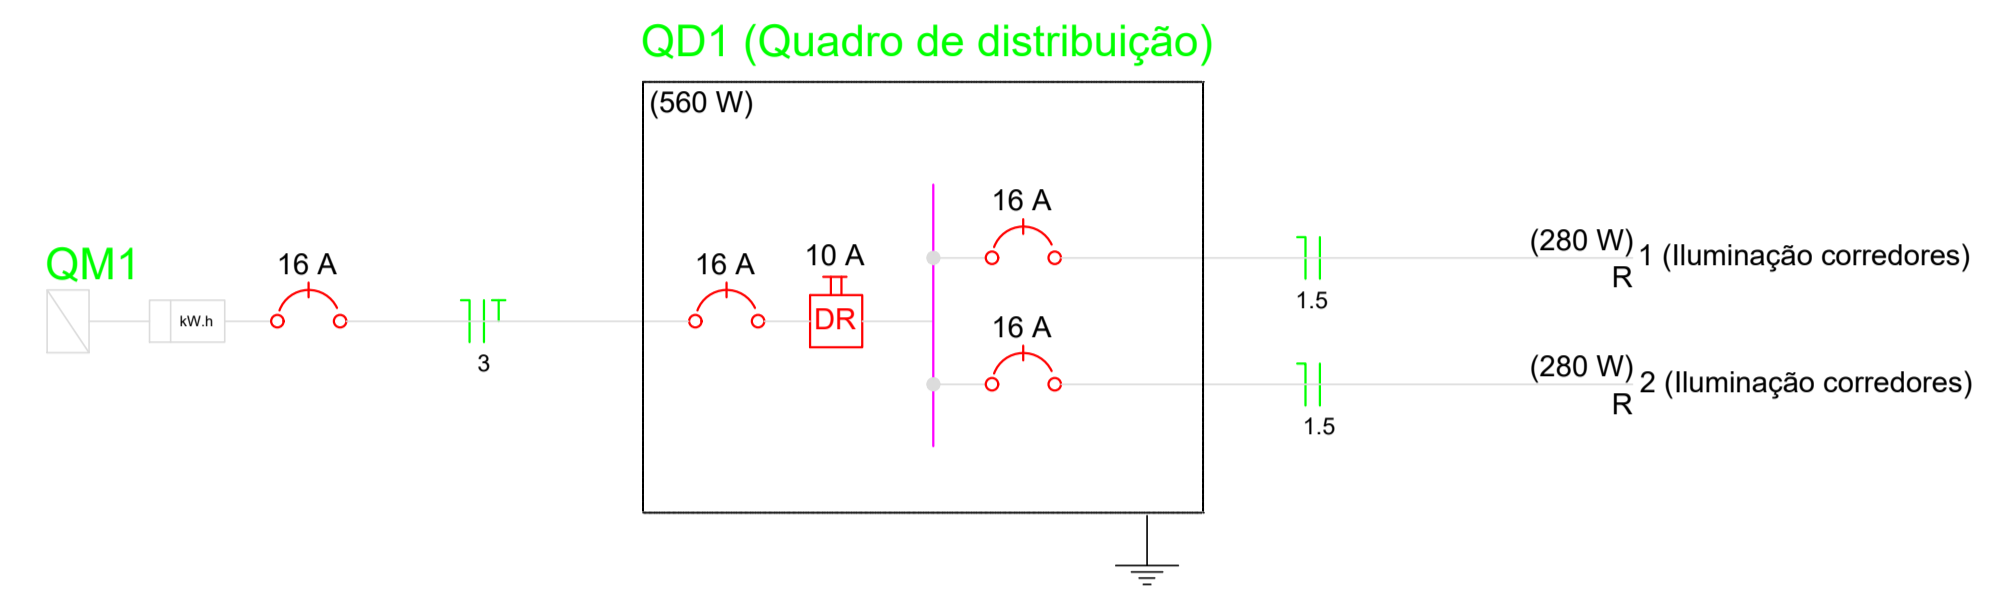 QD1 (Quadro de distribuição)
(560 W)
QM1
kW.h
16 A
3
16 A
10 A
DR
16 A
1.5
(280 W)
R
1 (Iluminação corredores)
16 A
1.5
(280 W)
R
2 (Iluminação corredores)